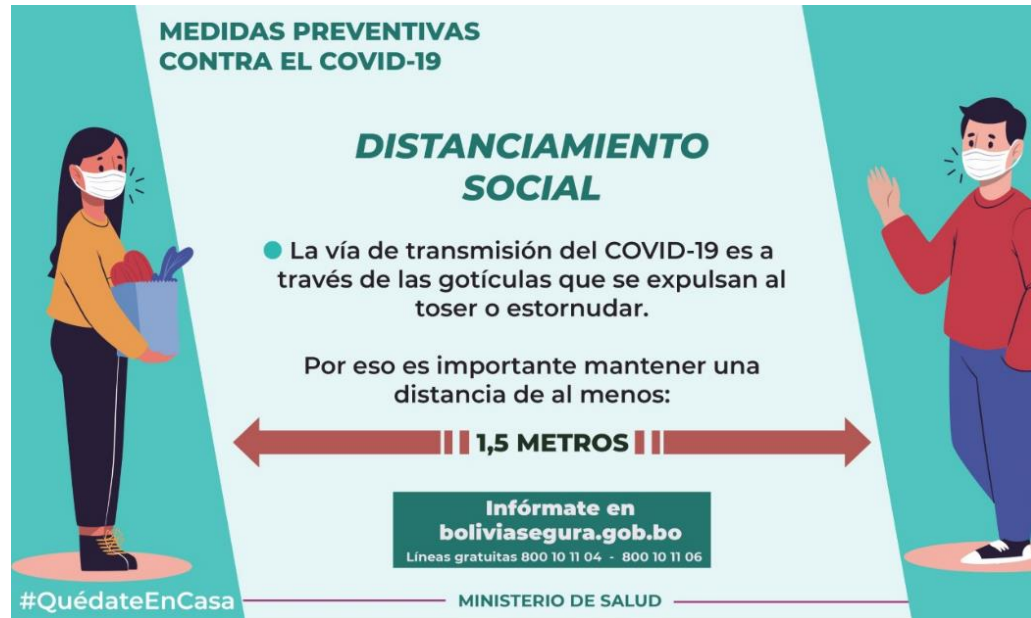 MEDIDAS PREVENTIVAS
CONTRA EL COVID-19
DISTANCIAMIENTO
SOCIAL
● La vía de transmisión del COVID-19 es a
través de las gotículas que se expulsan al
toser o estornudar.
Por eso es importante mantener una
distancia de al menos:
1,5 METROS
Infórmate en
boliviasegura.gob.bo
Líneas gratuitas 800 10 11 04 - 800 10 11 06
#QuédateEnCasa
MINISTERIO DE SALUD